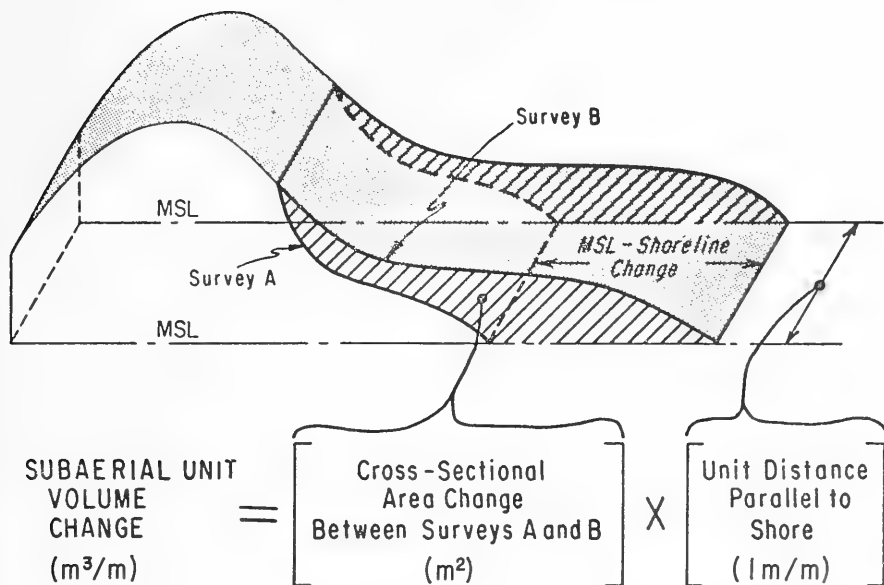 Survey B
MSL
MSL-Shoreline
Change
Survey A
MSL
SUBAERIAL UNIT
VOLUME
CHANGE
(m³/m)
=
Cross-Sectional
Area Change
Between Surveys A and B
(m²)
X
Unit Distance
Parallel to
Shore
(1m/m)